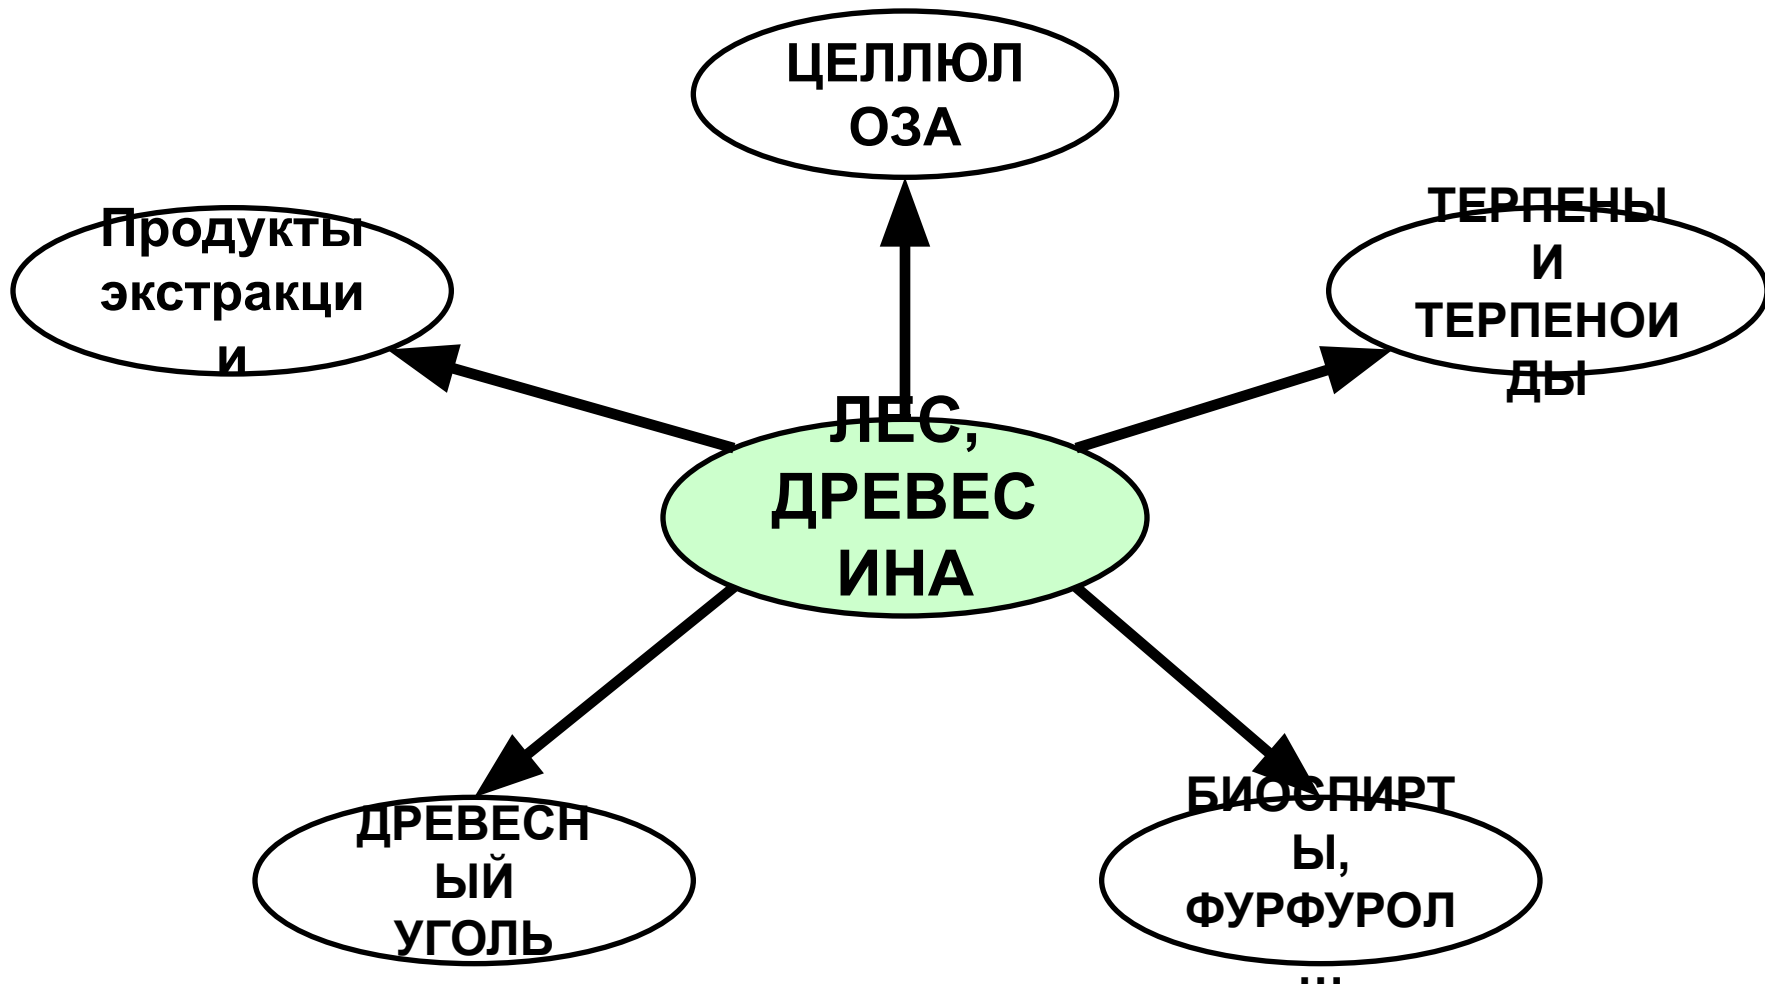 ЦЕЛЛЮЛ
ОЗА
Продукты
экстракци
и
ТЕРПЕНЫ
И
ТЕРПЕНОИ
ДЫ
ЛЕС,
ДРЕВЕС
ИНА
ДРЕВЕСН
ЫЙ
УГОЛЬ
БИОСПИРТ
Ы,
ФУРФУРОЛ